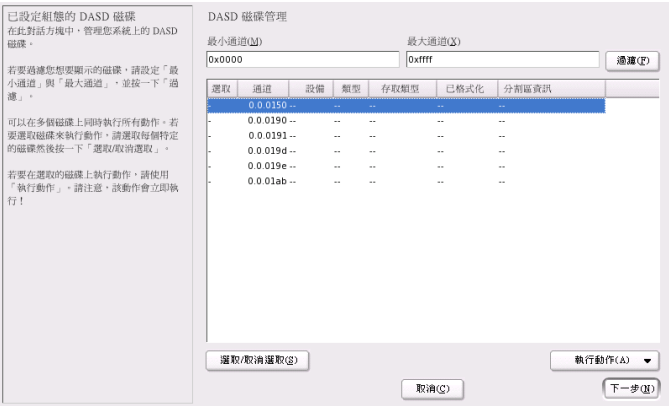 已設定組態的 DASD 磁碟
在此對話方塊中，管理您系統上的 DASD
磁碟。
若要過濾您想要顯示的磁碟，請設定「最
小通道」與「最大通道」，並按一下「過
濾」。
可以在多個磁碟上同時執行所有動作。若
要選取磁碟來執行動作，請選取每個特定
的磁碟然後按一下「選取/取消選取」。
若要在選取的磁碟上執行動作，請使用
「執行動作」。請注意，該動作會立即執
行！
DASD 磁碟管理
最小通道(M) 最大通道(X)
0x0000 0xffff 過濾(F)
選取 通道 設備 類型 存取類型 已格式化 分割區資訊
- 0.0.0150 -- -- -- -- --
- 0.0.0190 -- -- -- -- --
- 0.0.0191 -- -- -- -- --
- 0.0.019d -- -- -- -- --
- 0.0.019e -- -- -- -- --
- 0.0.01ab -- -- -- -- --
選取/取消選取(S) 執行動作(A)
取消(C) 下一步(N)